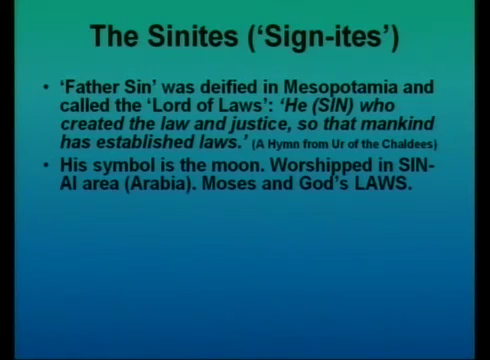 The Sinites (‘Sign-ites’)
• ‘Father Sin’ was deified in Mesopotamia and
called the ‘Lord of Laws’: ‘He (SIN) who
created the law and justice, so that mankind
has established laws.’ (A Hymn from Ur of the Chaldees)
• His symbol is the moon. Worshipped in SIN-
AI area (Arabia). Moses and God’s LAWS.